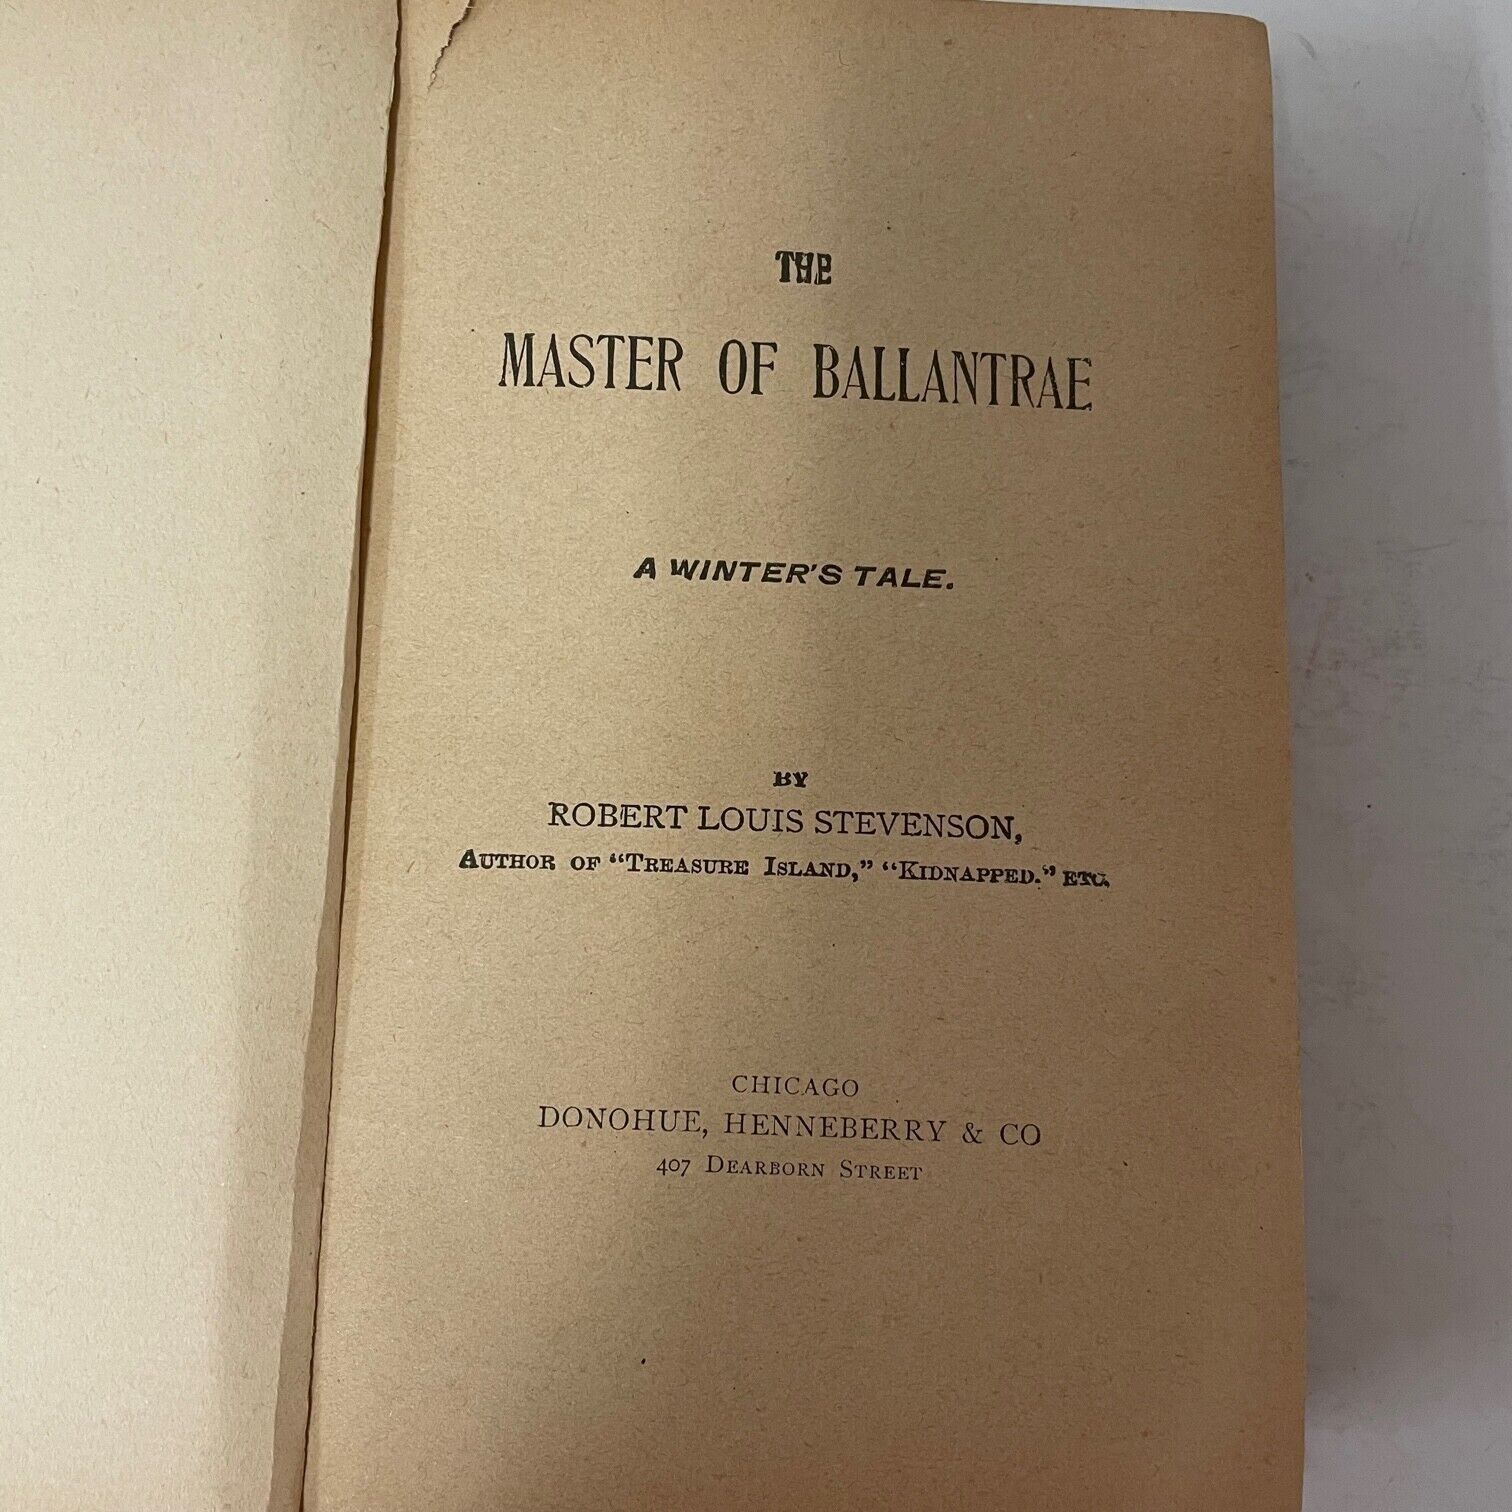 THE
MASTER OF BALLANTRAE
A WINTER'S TALE.
BY
ROBERT LOUIS STEVENSON,
AUTHOR OF "TREASURE ISLAND," "KIDNAPPED." ETC.
CHICAGO
DONOHUE, HENNEBERRY & CO
407 DEARBORN STREET